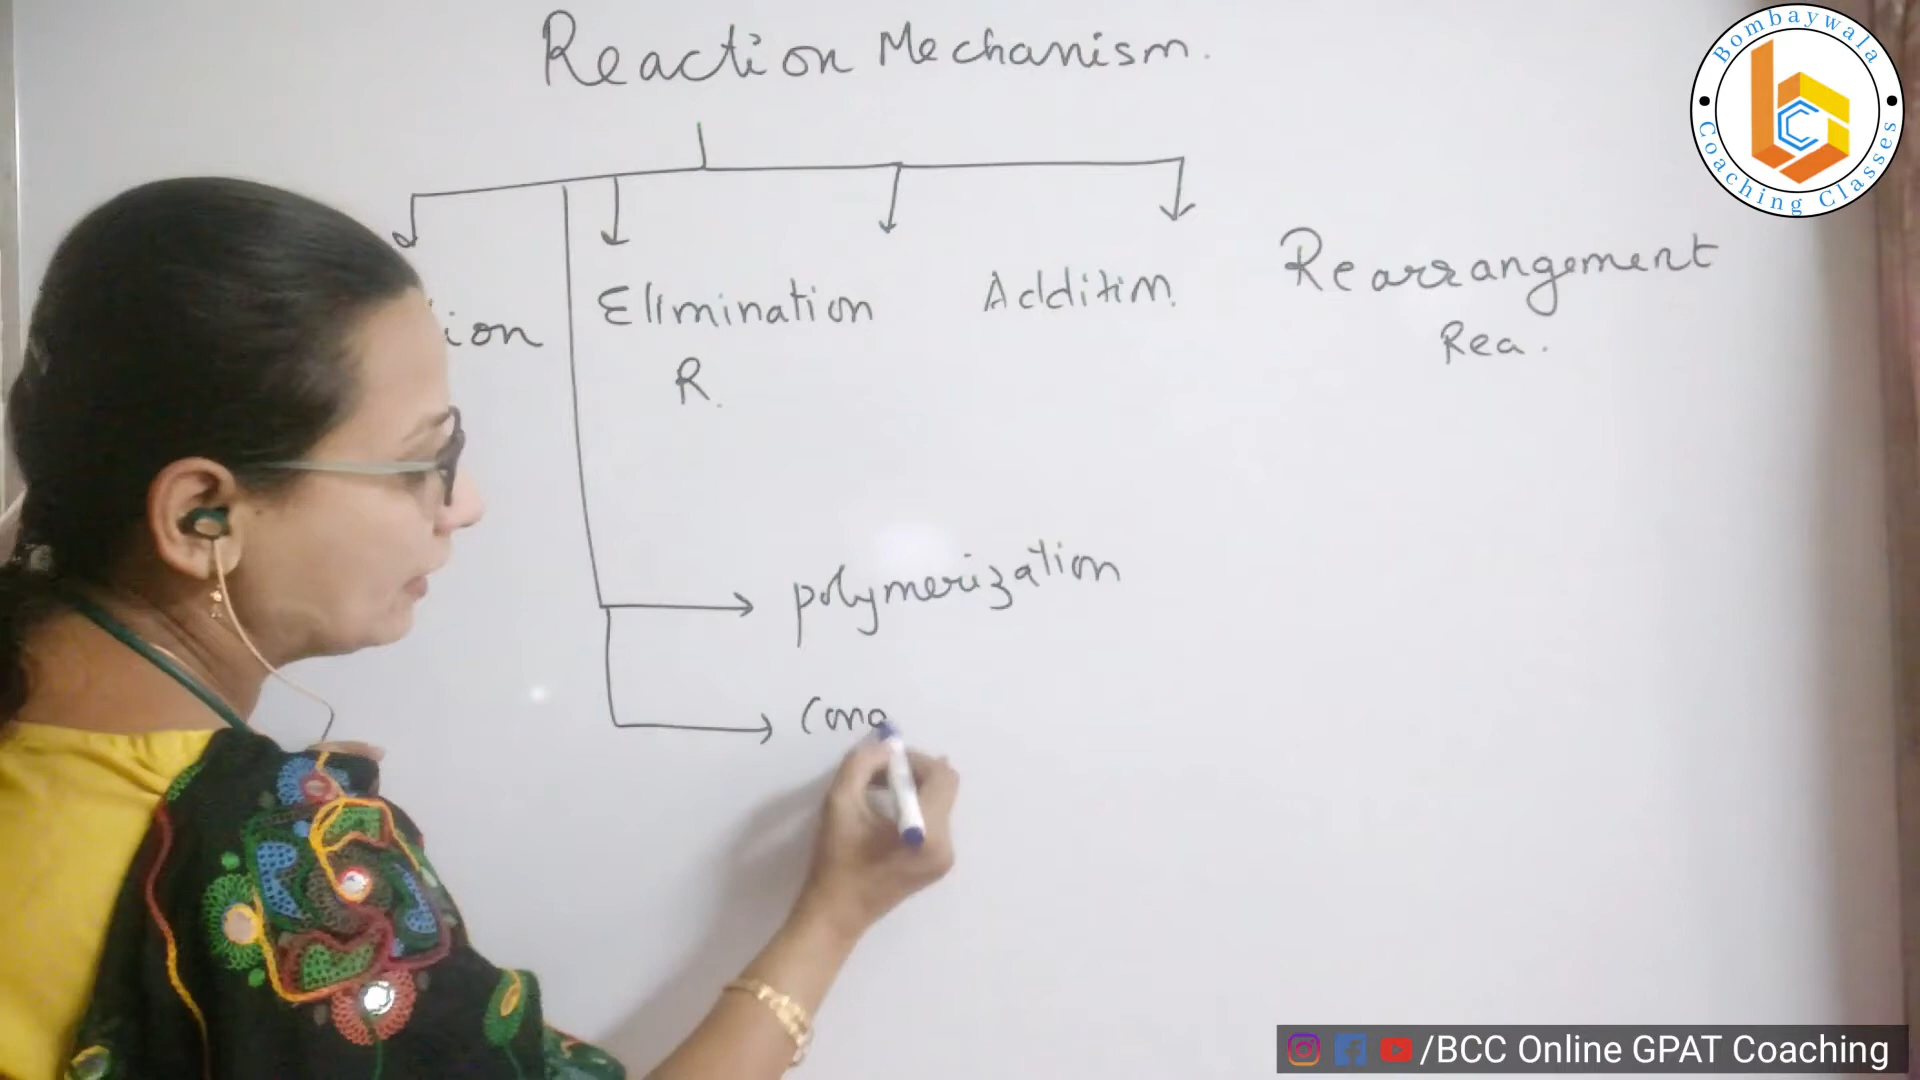 Reaction Mechanism.
Bombaywala
Coaching Classes
ion
Elimination
R.
Addition.
Rearrangement
Rea.
polymerization
/BCC Online GPAT Coaching